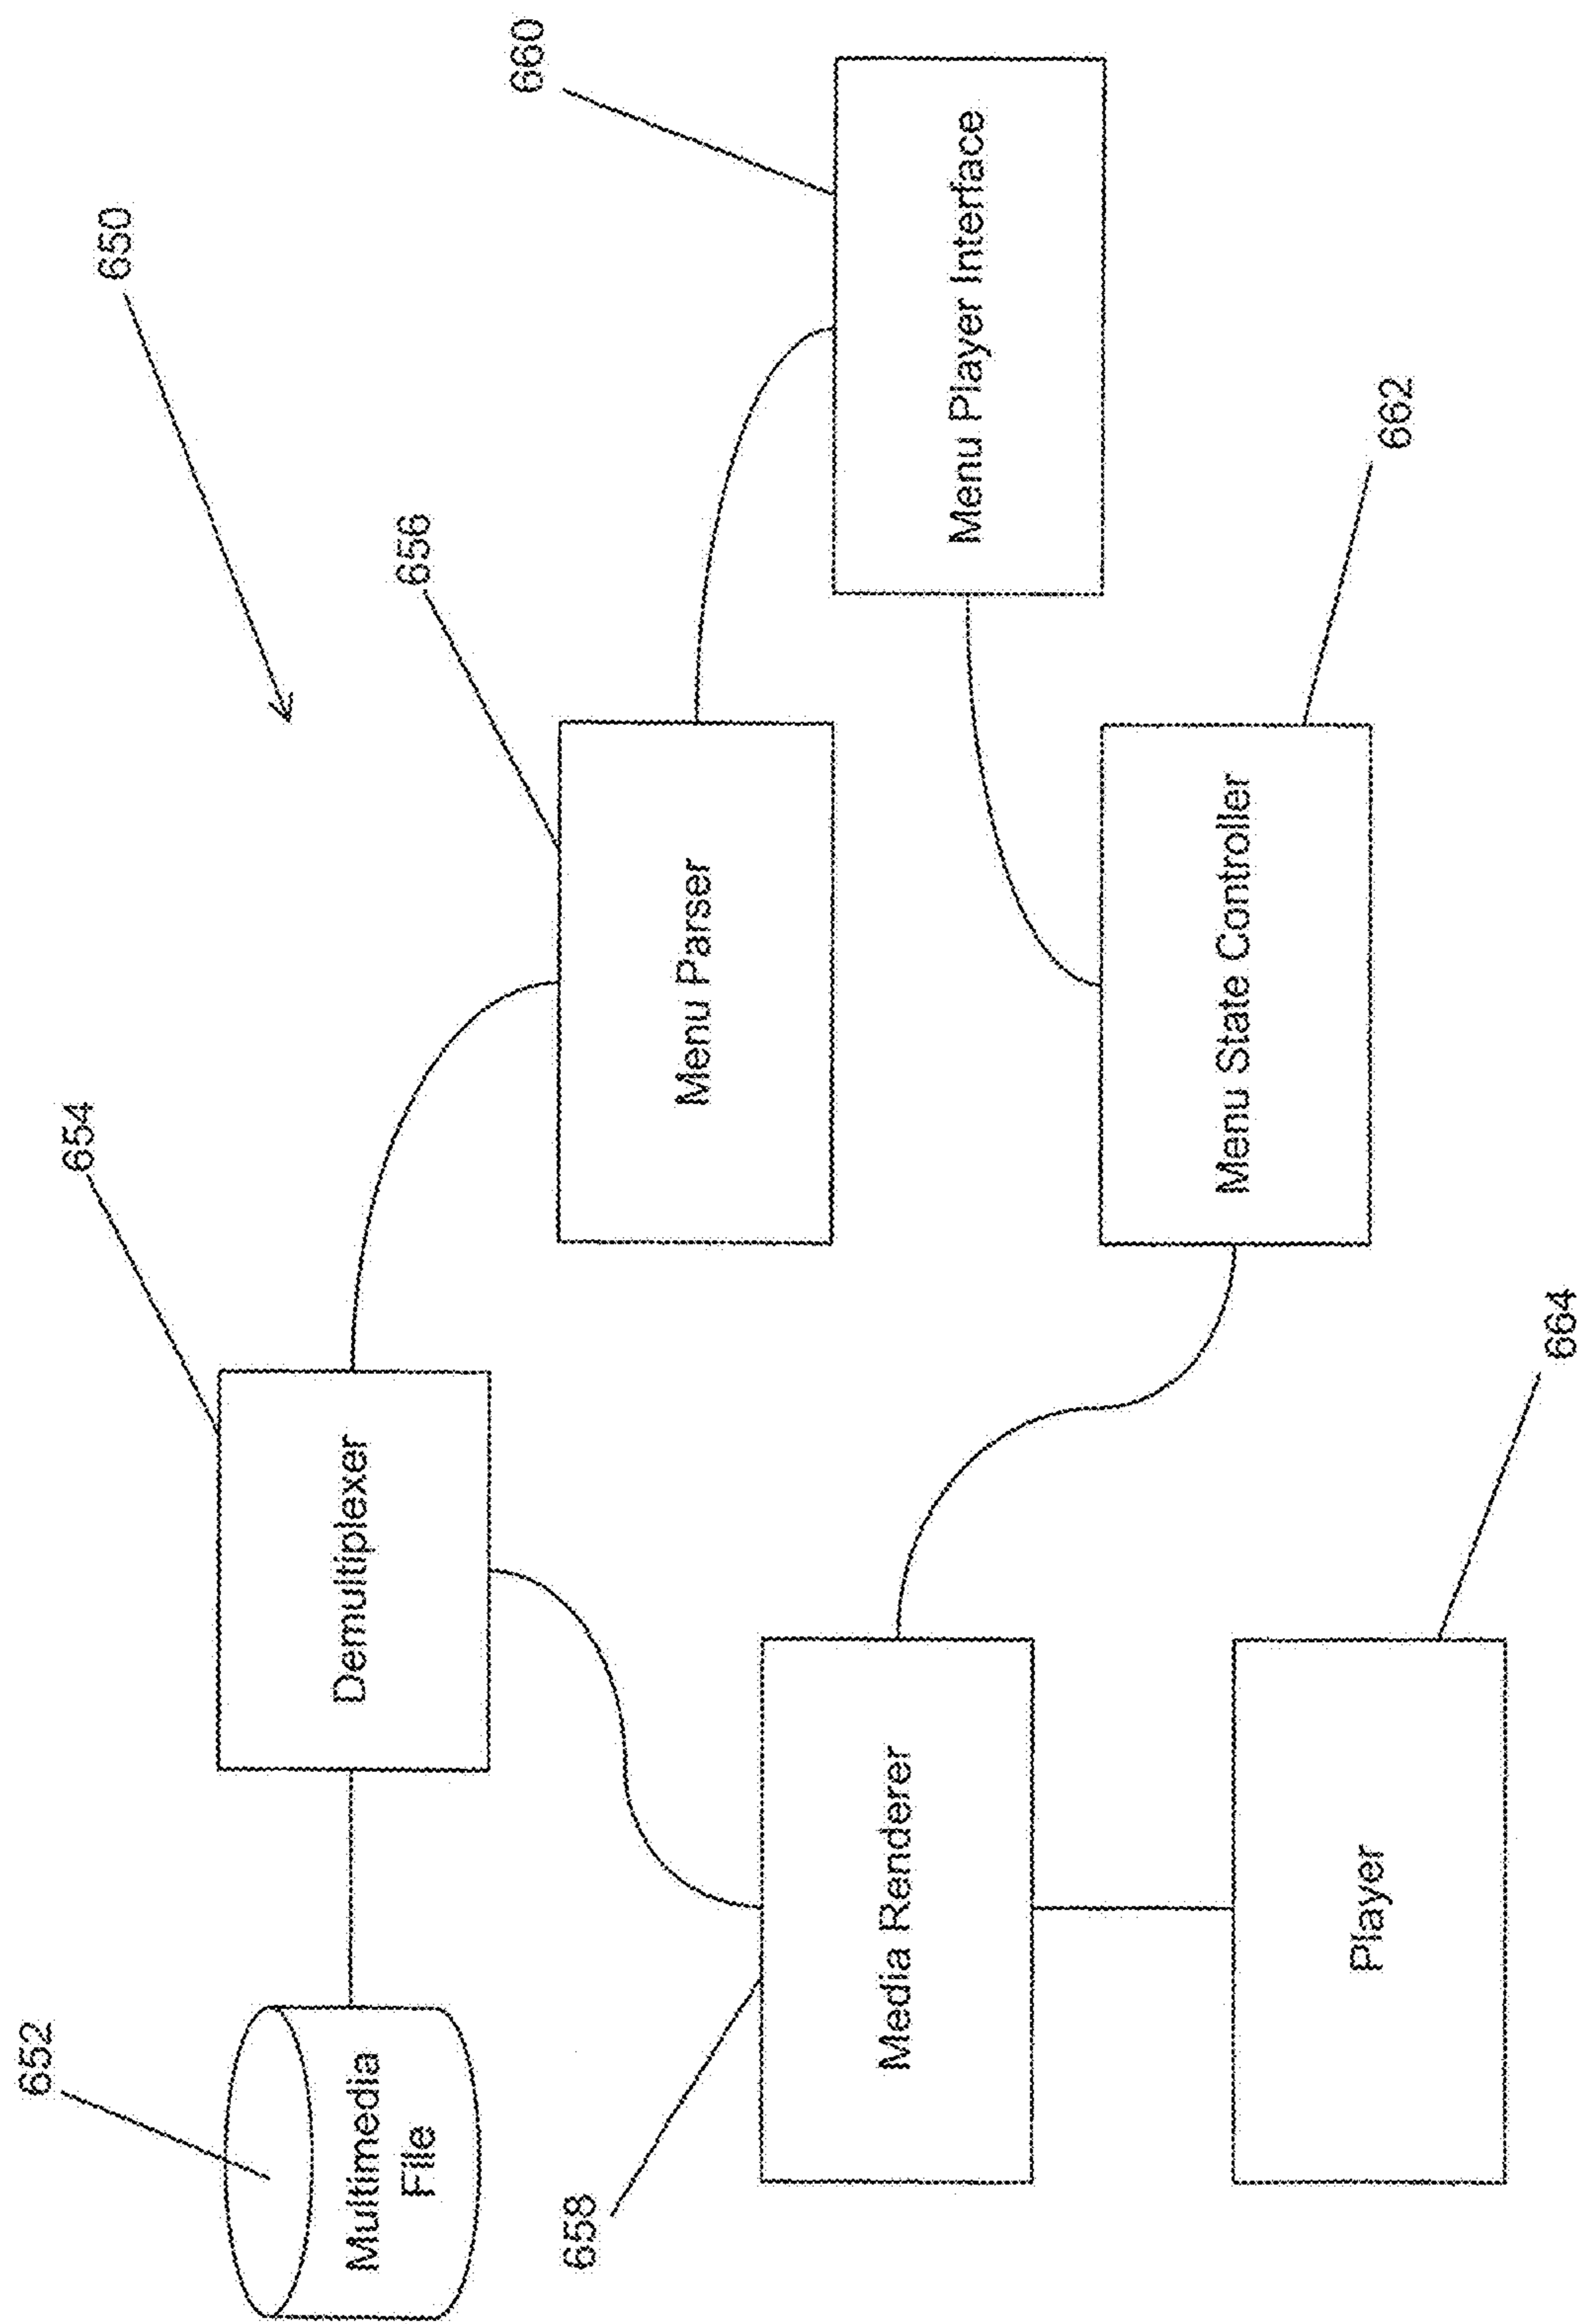 650
652
Multimedia
File
654
Demultiplexer
656
Menu Parser
658
Media Renderer
660
Menu Player Interface
662
Menu State Controller
664
Player